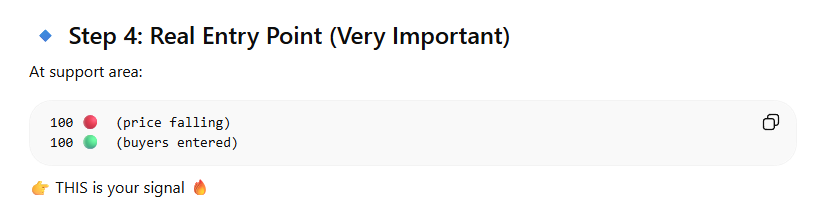 🔹 Step 4: Real Entry Point (Very Important)
At support area:
100 🔴 (price falling)
100 🟢 (buyers entered)
👉 THIS is your signal 🔥